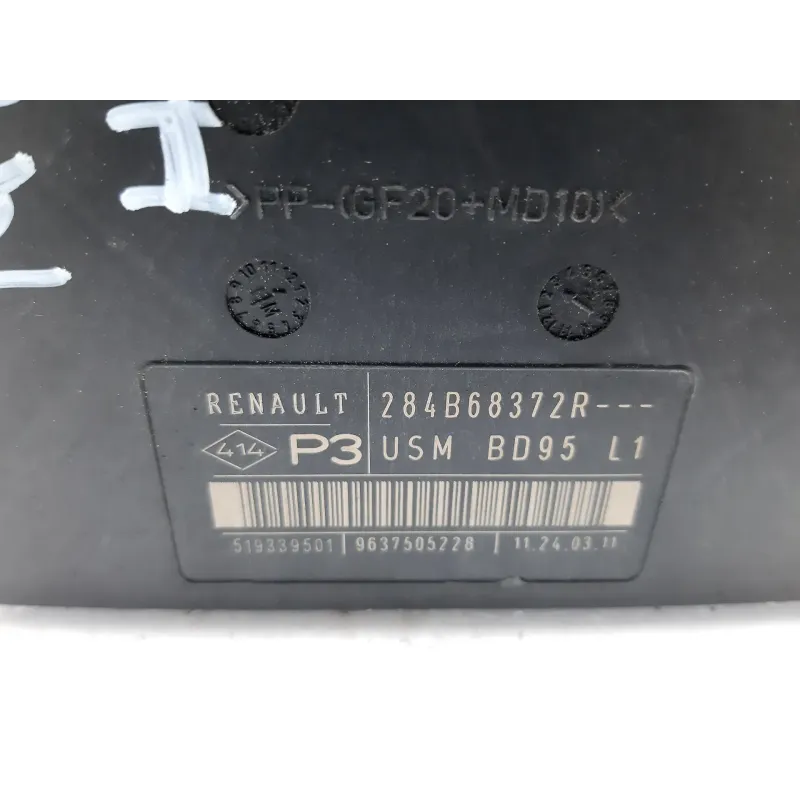 I
>PP-(GF20+MD10)<
RENAULT 284B68372R---
414 P3 USM BD95 L1
519339501 9637505228 11.24.03.11